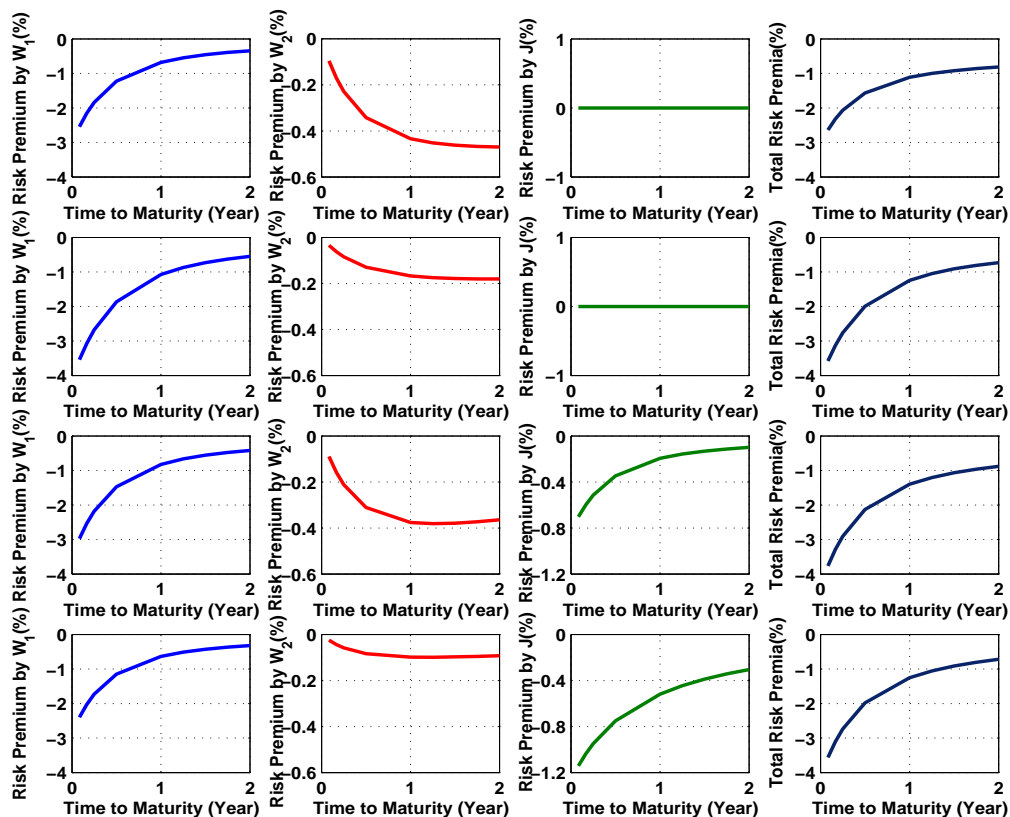 Risk Premium by W₁(%)
0
−1
−2
−3
−4
0 1 2
Time to Maturity (Year)
Risk Premium by W₂(%)
0
−0.2
−0.4
−0.6
0 1 2
Time to Maturity (Year)
Risk Premium by J(%)
1
0
−1
0 1 2
Time to Maturity (Year)
Total Risk Premia(%)
0
−1
−2
−3
−4
0 1 2
Time to Maturity (Year)
Risk Premium by W₁(%)
0
−1
−2
−3
−4
0 1 2
Time to Maturity (Year)
Risk Premium by W₂(%)
0
−0.2
−0.4
−0.6
0 1 2
Time to Maturity (Year)
Risk Premium by J(%)
1
0
−1
0 1 2
Time to Maturity (Year)
Total Risk Premia(%)
0
−1
−2
−3
−4
0 1 2
Time to Maturity (Year)
Risk Premium by W₁(%)
0
−1
−2
−3
−4
0 1 2
Time to Maturity (Year)
Risk Premium by W₂(%)
0
−0.2
−0.4
−0.6
0 1 2
Time to Maturity (Year)
Risk Premium by J(%)
0
−0.4
−0.8
−1.2
0 1 2
Time to Maturity (Year)
Total Risk Premia(%)
0
−1
−2
−3
−4
0 1 2
Time to Maturity (Year)
Risk Premium by W₁(%)
0
−1
−2
−3
−4
0 1 2
Time to Maturity (Year)
Risk Premium by W₂(%)
0
−0.2
−0.4
−0.6
0 1 2
Time to Maturity (Year)
Risk Premium by J(%)
0
−0.4
−0.8
−1.2
0 1 2
Time to Maturity (Year)
Total Risk Premia(%)
0
−1
−2
−3
−4
0 1 2
Time to Maturity (Year)